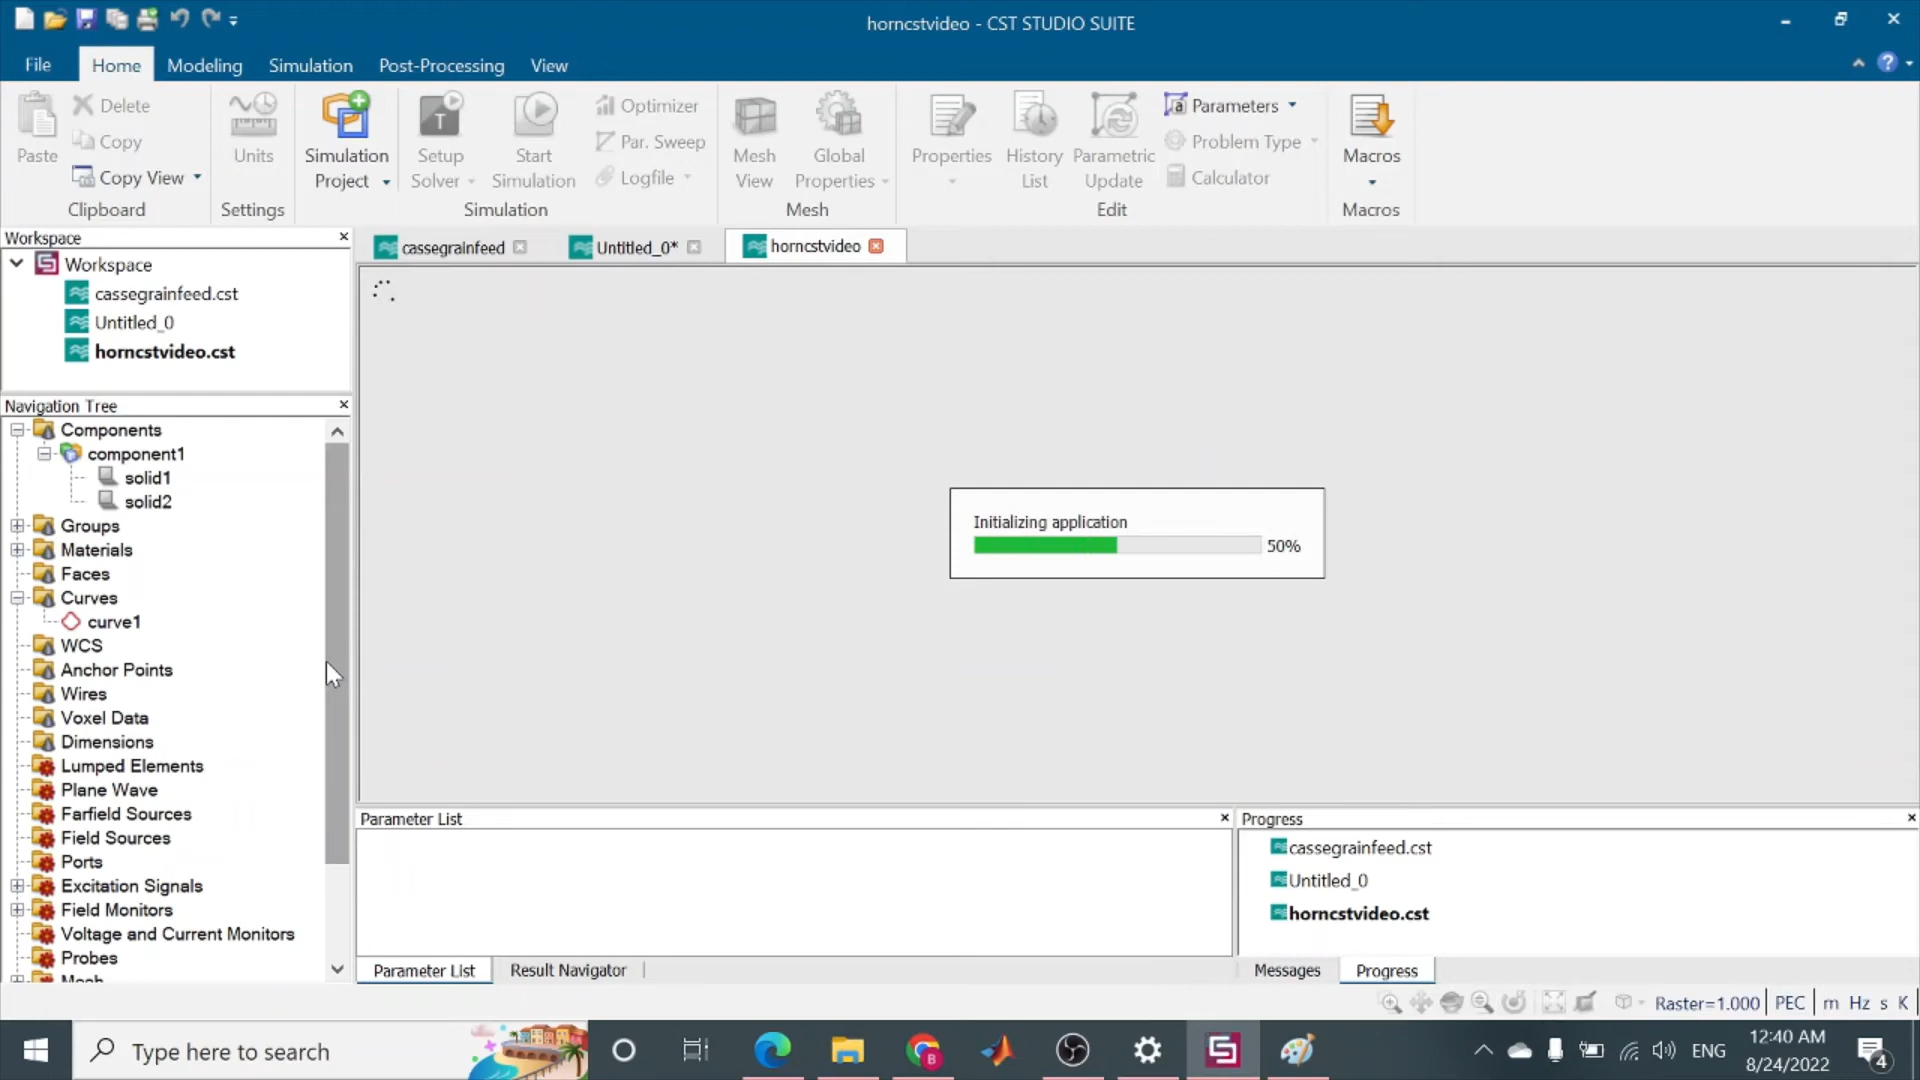 horncstvideo - CST STUDIO SUITE
File Home Modeling Simulation Post-Processing View
Paste
Delete
Copy
Copy View
Clipboard
Units
Settings
Simulation
Project
Setup
Solver
Start
Simulation
Optimizer
Par. Sweep
Logfile
Simulation
Mesh
View
Global
Properties
Mesh
Properties
History
List
Parametric
Update
Parameters
Problem Type
Calculator
Edit
Macros
Macros
Workspace
Workspace
cassegrainfeed.cst
Untitled_0
horncstvideo.cst
cassegrainfeed
Untitled_0*
horncstvideo
Navigation Tree
Components
component1
solid1
solid2
Groups
Materials
Faces
Curves
curve1
WCS
Anchor Points
Wires
Voxel Data
Dimensions
Lumped Elements
Plane Wave
Farfield Sources
Field Sources
Ports
Excitation Signals
Field Monitors
Voltage and Current Monitors
Probes
Mesh
Initializing application
50%
Parameter List
Parameter List
Result Navigator
Progress
cassegrainfeed.cst
Untitled_0
horncstvideo.cst
Messages
Progress
Raster=1.000 PEC m Hz s K
Type here to search
ENG
12:40 AM
8/24/2022
4